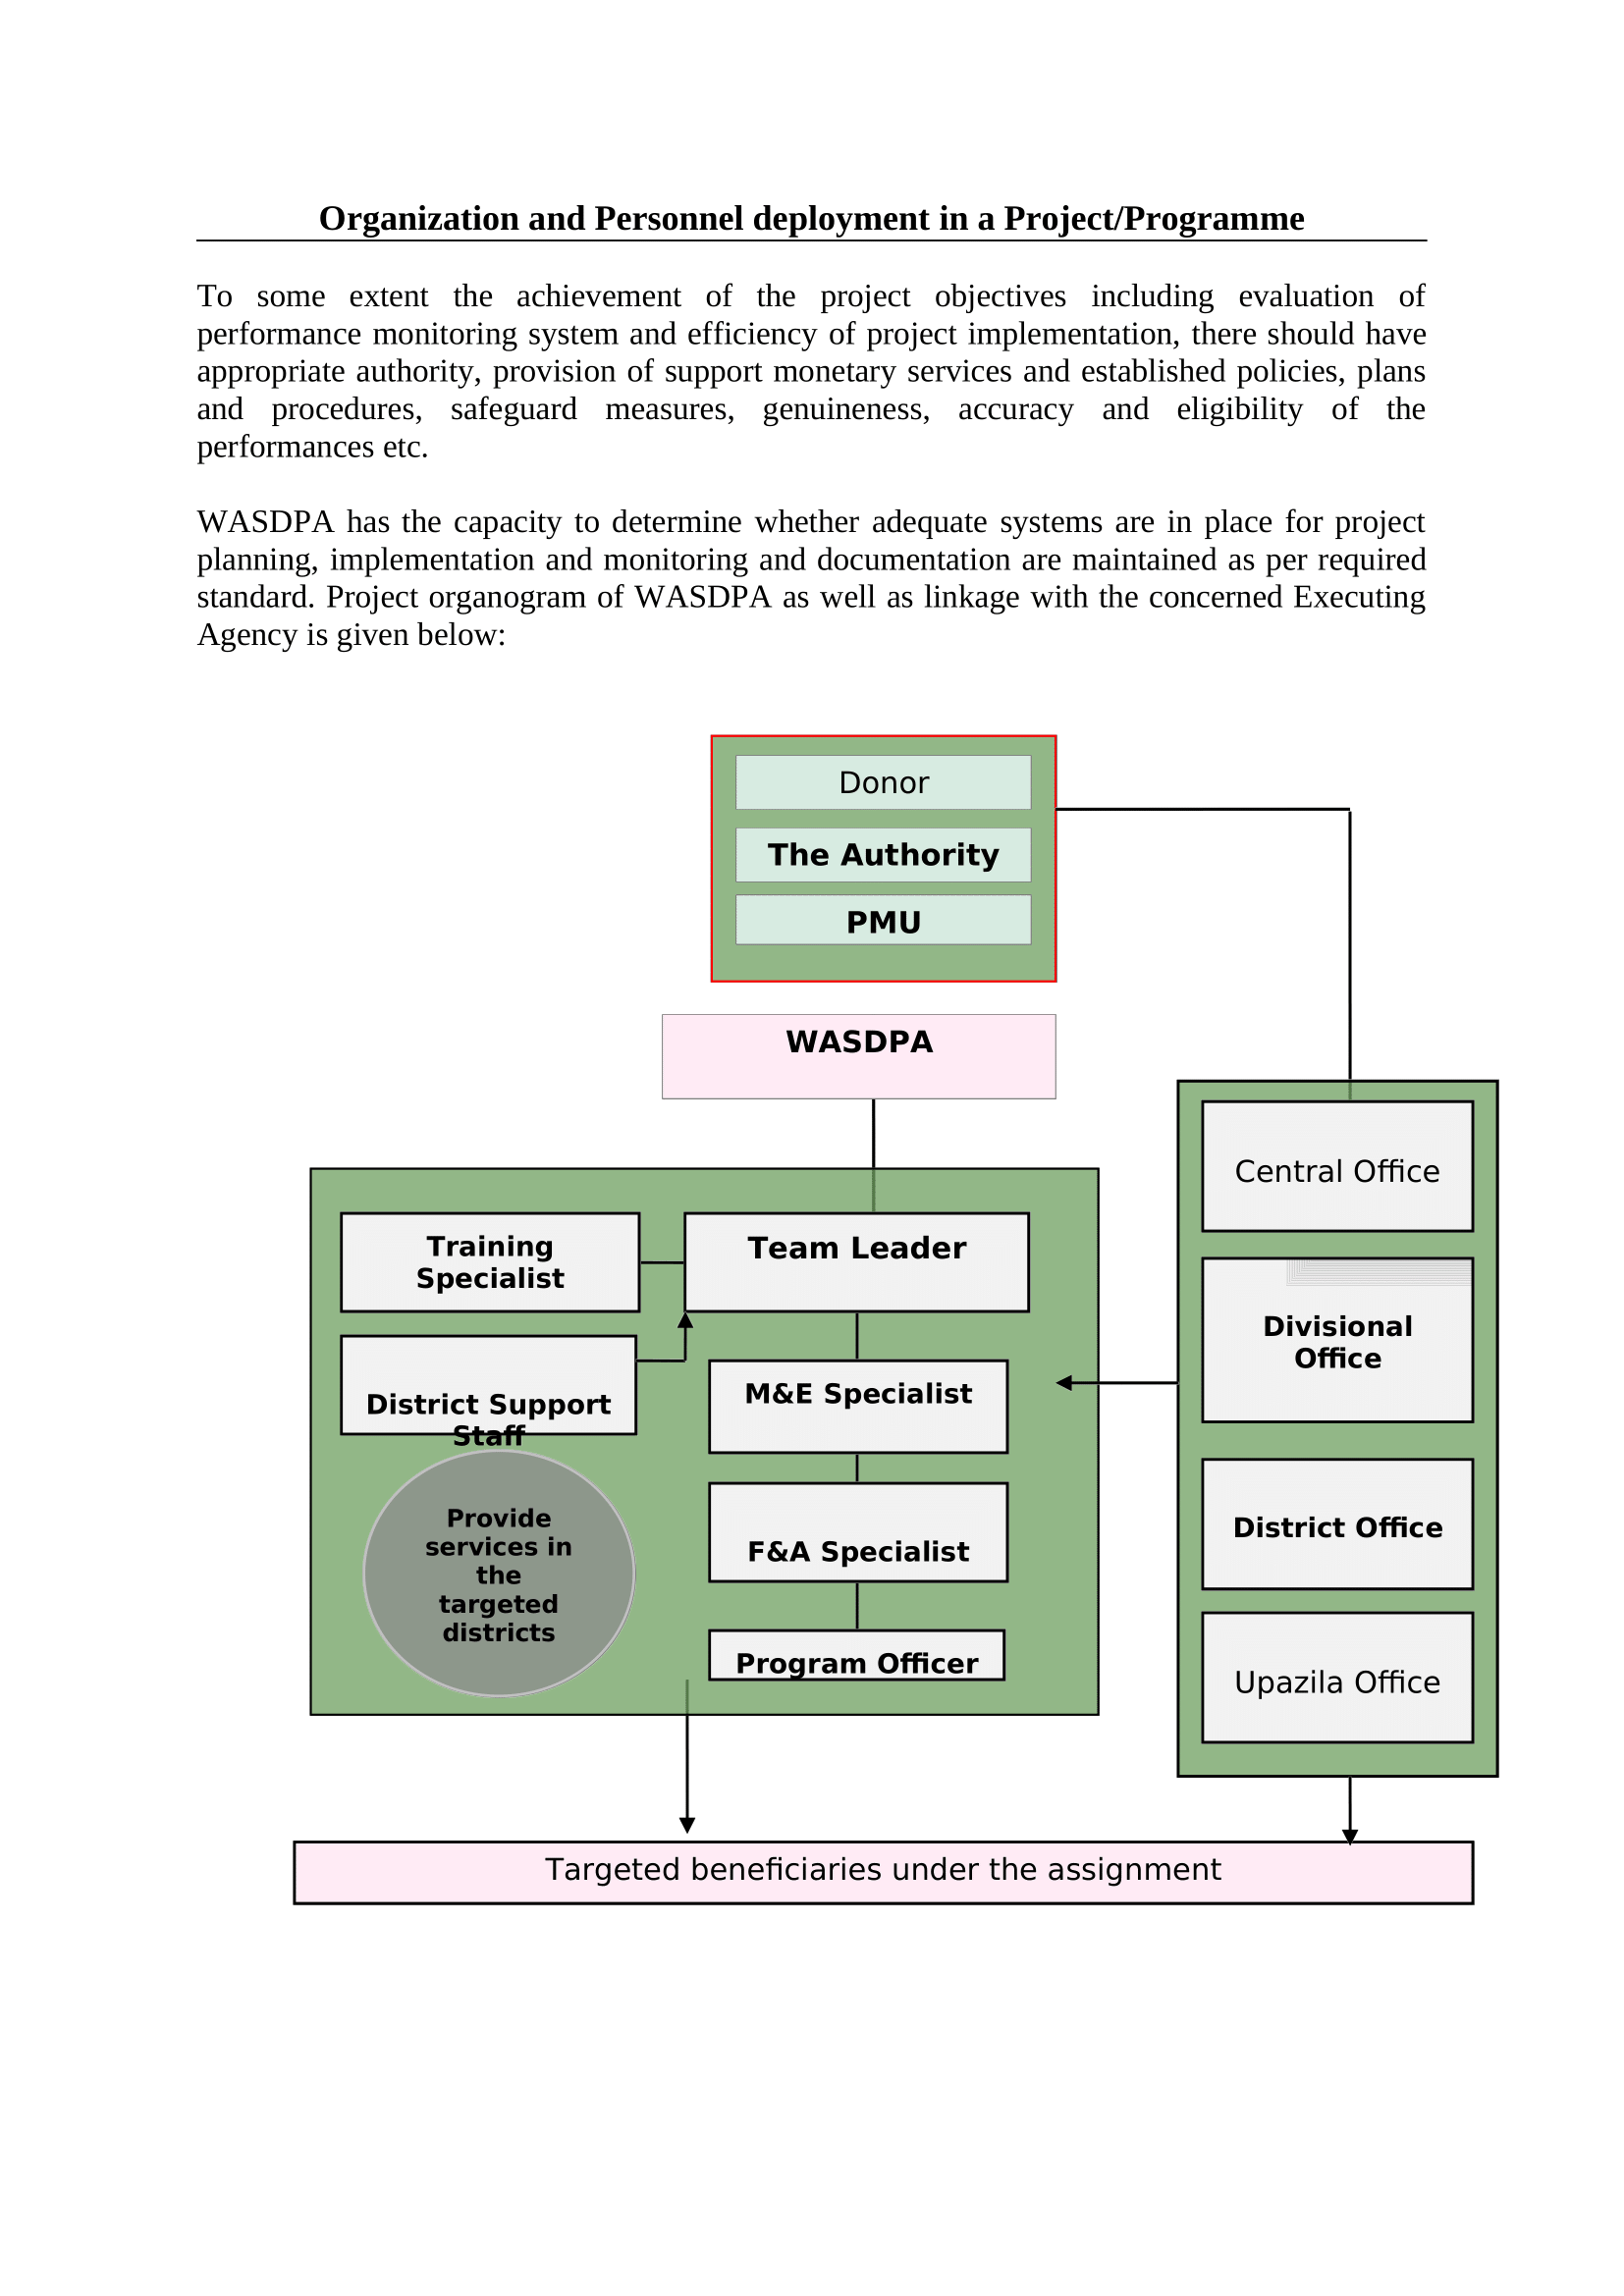 Organization and Personnel deployment in a Project/Programme
To some extent the achievement of the project objectives including evaluation of
performance monitoring system and efficiency of project implementation, there should have
appropriate authority, provision of support monetary services and established policies, plans
and procedures, safeguard measures, genuineness, accuracy and eligibility of the
performances etc.
WASDPA has the capacity to determine whether adequate systems are in place for project
planning, implementation and monitoring and documentation are maintained as per required
standard. Project organogram of WASDPA as well as linkage with the concerned Executing
Agency is given below:
Donor
The Authority
PMU
WASDPA
Training
Specialist
Team Leader
District Support
Staff
M&E Specialist
Provide
services in
the
targeted
districts
F&A Specialist
Program Officer
Central Office
Divisional
Office
District Office
Upazila Office
Targeted beneficiaries under the assignment